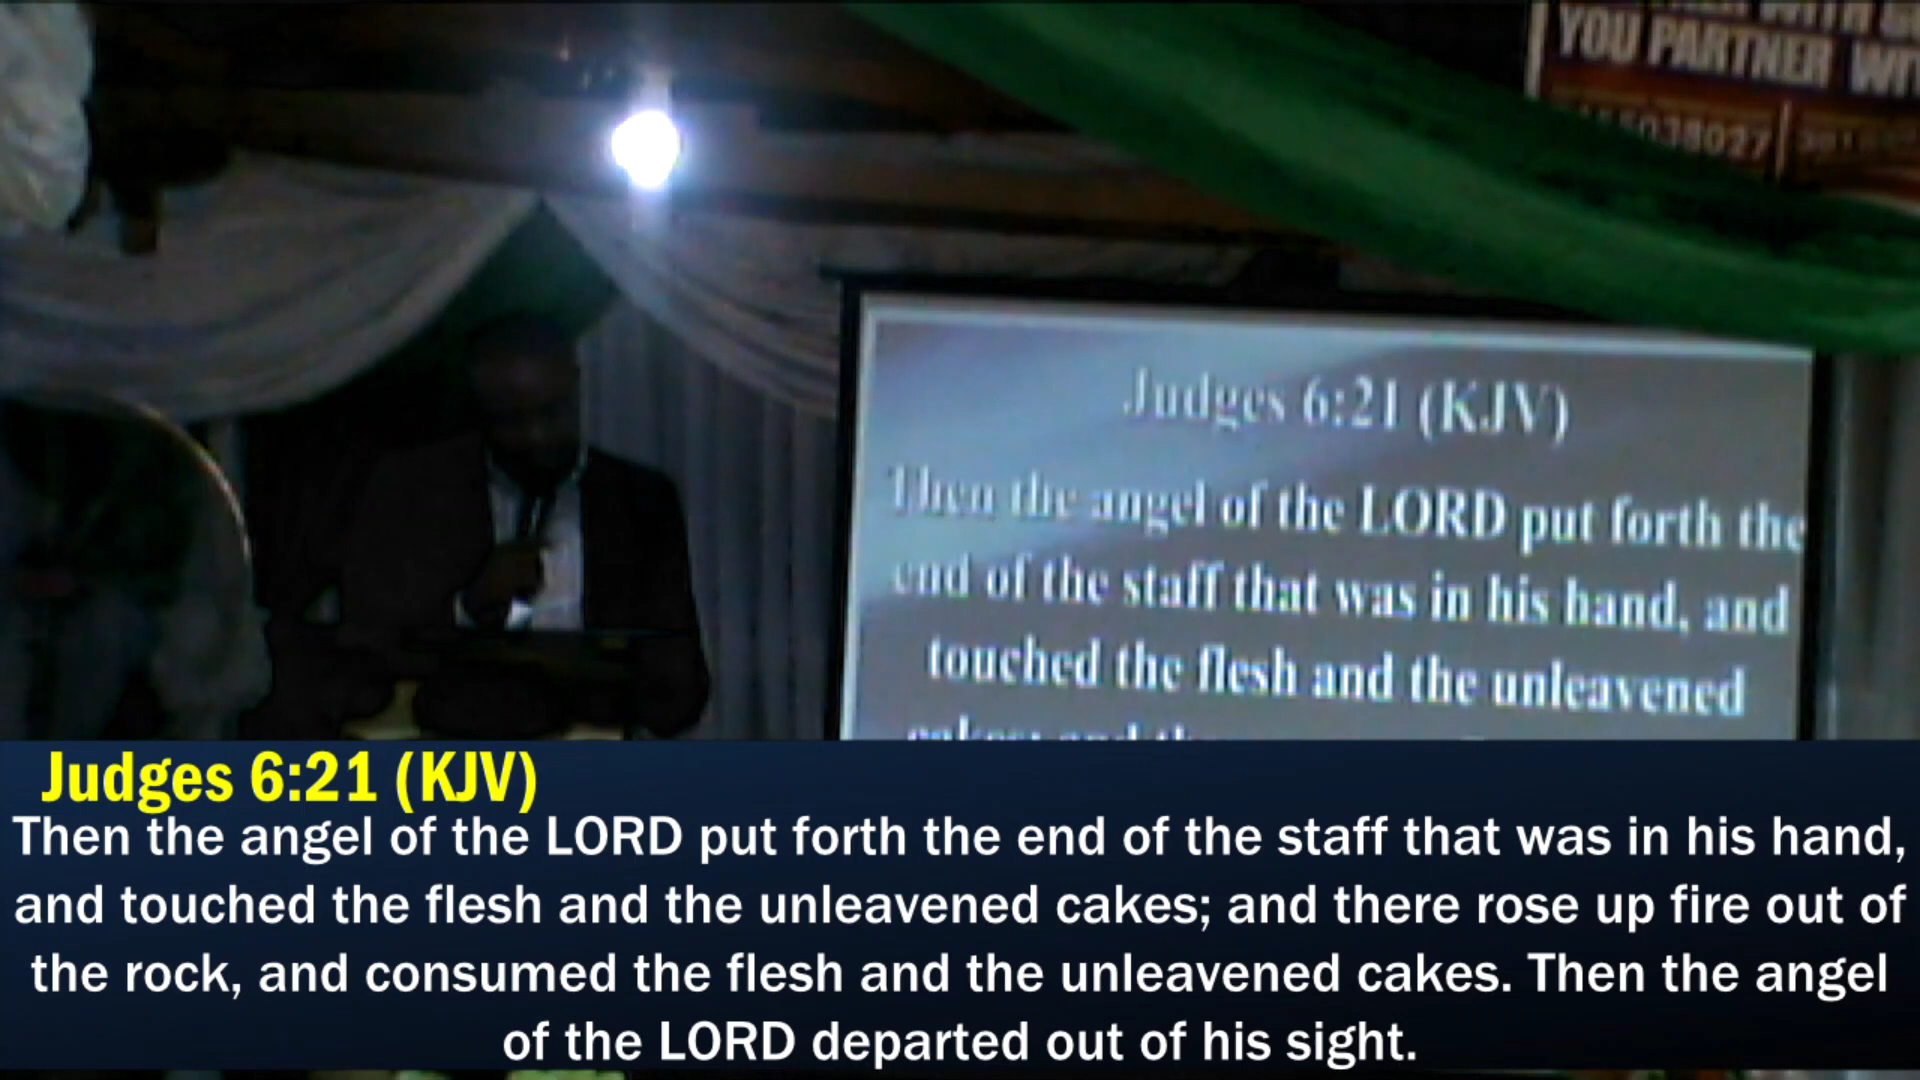 YOU PARTNER
Judges 6:21 (KJV)
Then the angel of the LORD put forth the
end of the staff that was in his hand, and
touched the flesh and the unleavened
Judges 6:21 (KJV)
Then the angel of the LORD put forth the end of the staff that was in his hand,
and touched the flesh and the unleavened cakes; and there rose up fire out of
the rock, and consumed the flesh and the unleavened cakes. Then the angel
of the LORD departed out of his sight.